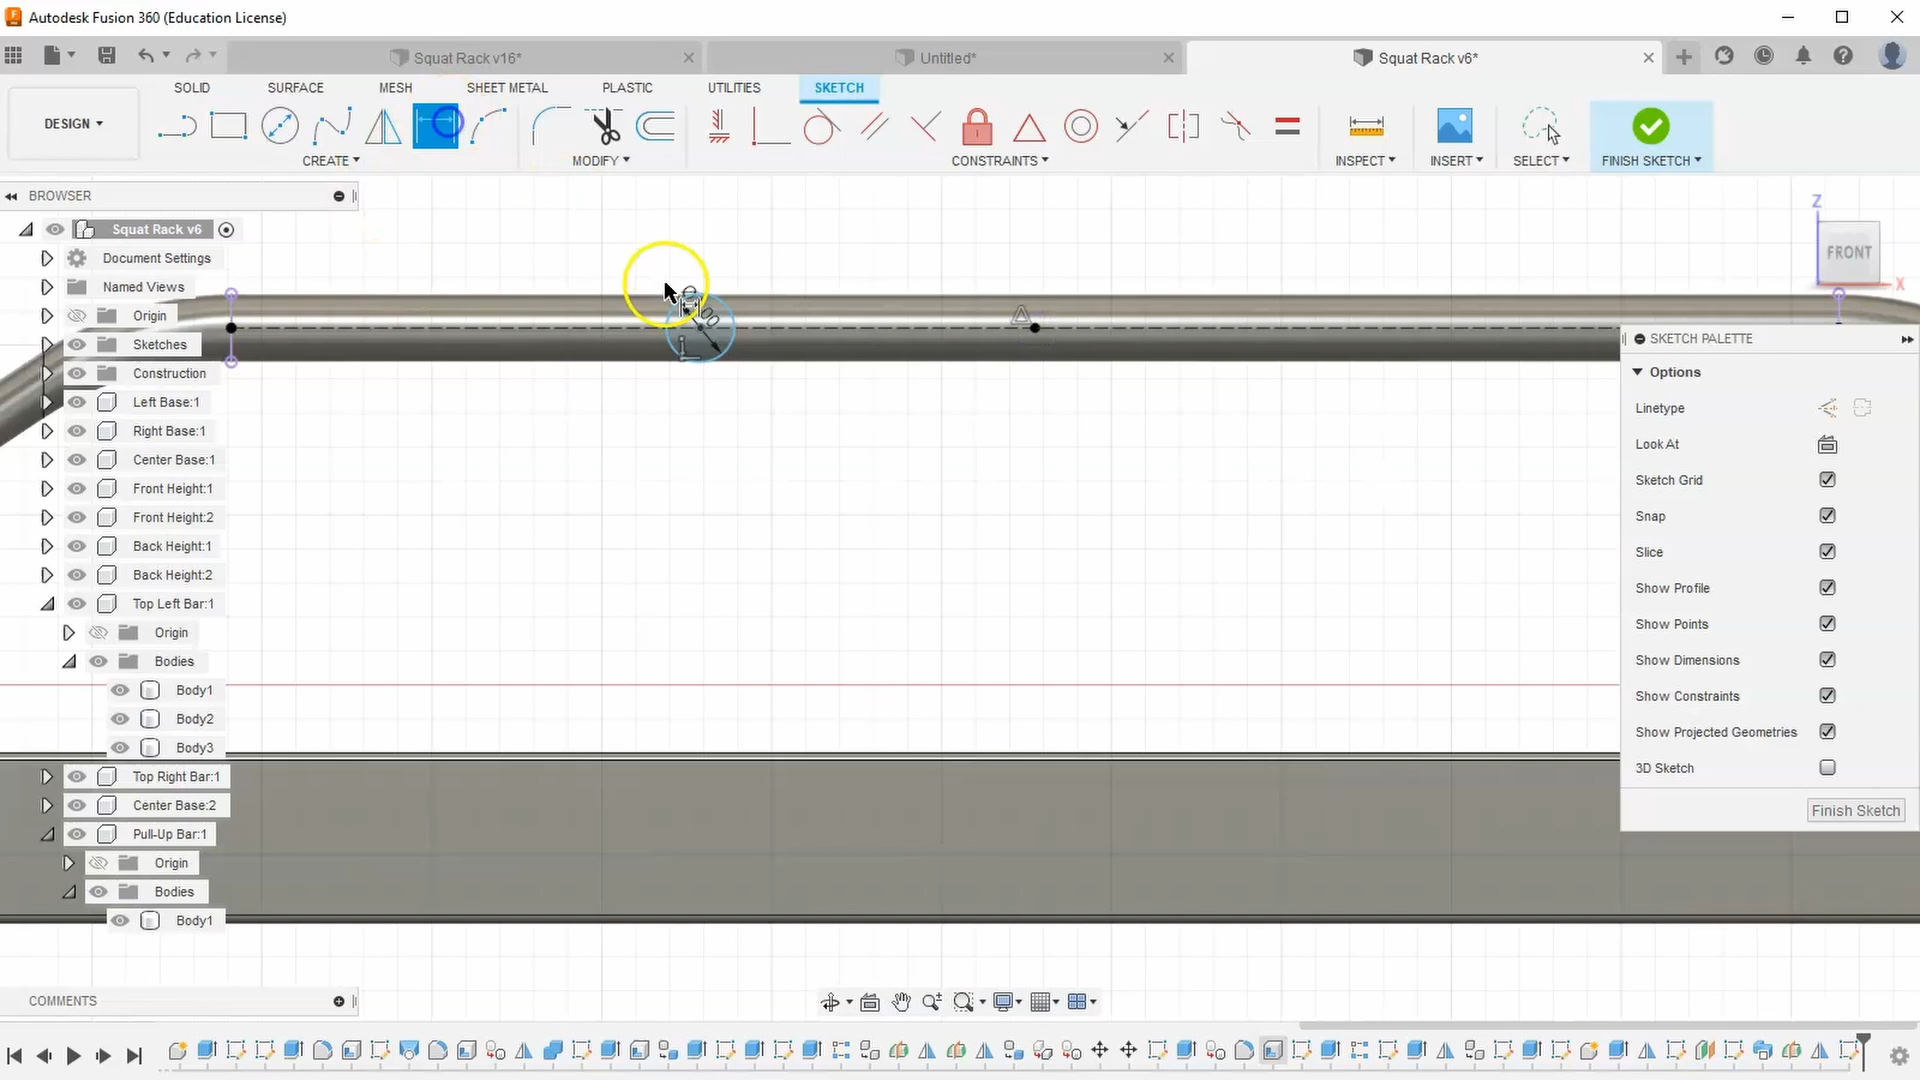 Autodesk Fusion 360 (Education License)
Squat Rack v16*
Untitled*
Squat Rack v6*
SOLID
SURFACE
MESH
SHEET METAL
PLASTIC
UTILITIES
SKETCH
DESIGN
CREATE
MODIFY
CONSTRAINTS
INSPECT
INSERT
SELECT
FINISH SKETCH
BROWSER
Squat Rack v6
Document Settings
Named Views
Origin
Sketches
Construction
Left Base:1
Right Base:1
Center Base:1
Front Height:1
Front Height:2
Back Height:1
Back Height:2
Top Left Bar:1
Origin
Bodies
Body1
Body2
Body3
Top Right Bar:1
Center Base:2
Pull-Up Bar:1
Origin
Bodies
Body1
Z
FRONT
X
SKETCH PALETTE
Options
Linetype
Look At
Sketch Grid
Snap
Slice
Show Profile
Show Points
Show Dimensions
Show Constraints
Show Projected Geometries
3D Sketch
Finish Sketch
COMMENTS